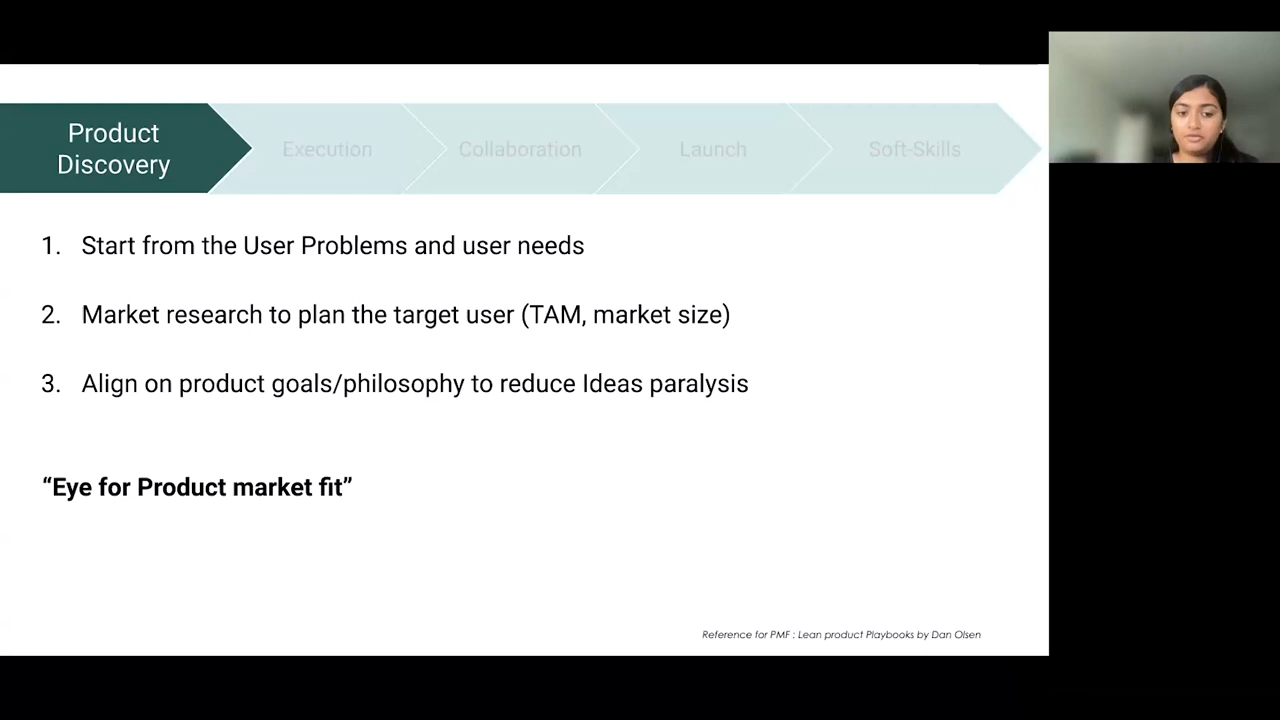 Product
Discovery
Execution
Collaboration
Launch
Soft-Skills
1. Start from the User Problems and user needs
2. Market research to plan the target user (TAM, market size)
3. Align on product goals/philosophy to reduce Ideas paralysis
“Eye for Product market fit”
Reference for PMF : Lean product Playbooks by Dan Olsen